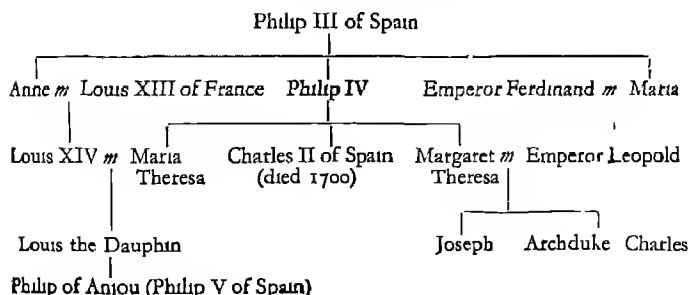 Philip III of Spain
Anne m Louis XIII of France Philip IV Emperor Ferdinand m Maria
Louis XIV m Maria Theresa Charles II of Spain (died 1700) Margaret Theresa m Emperor Leopold
Louis the Dauphin Joseph Archduke Charles
Philip of Anjou (Philip V of Spain)